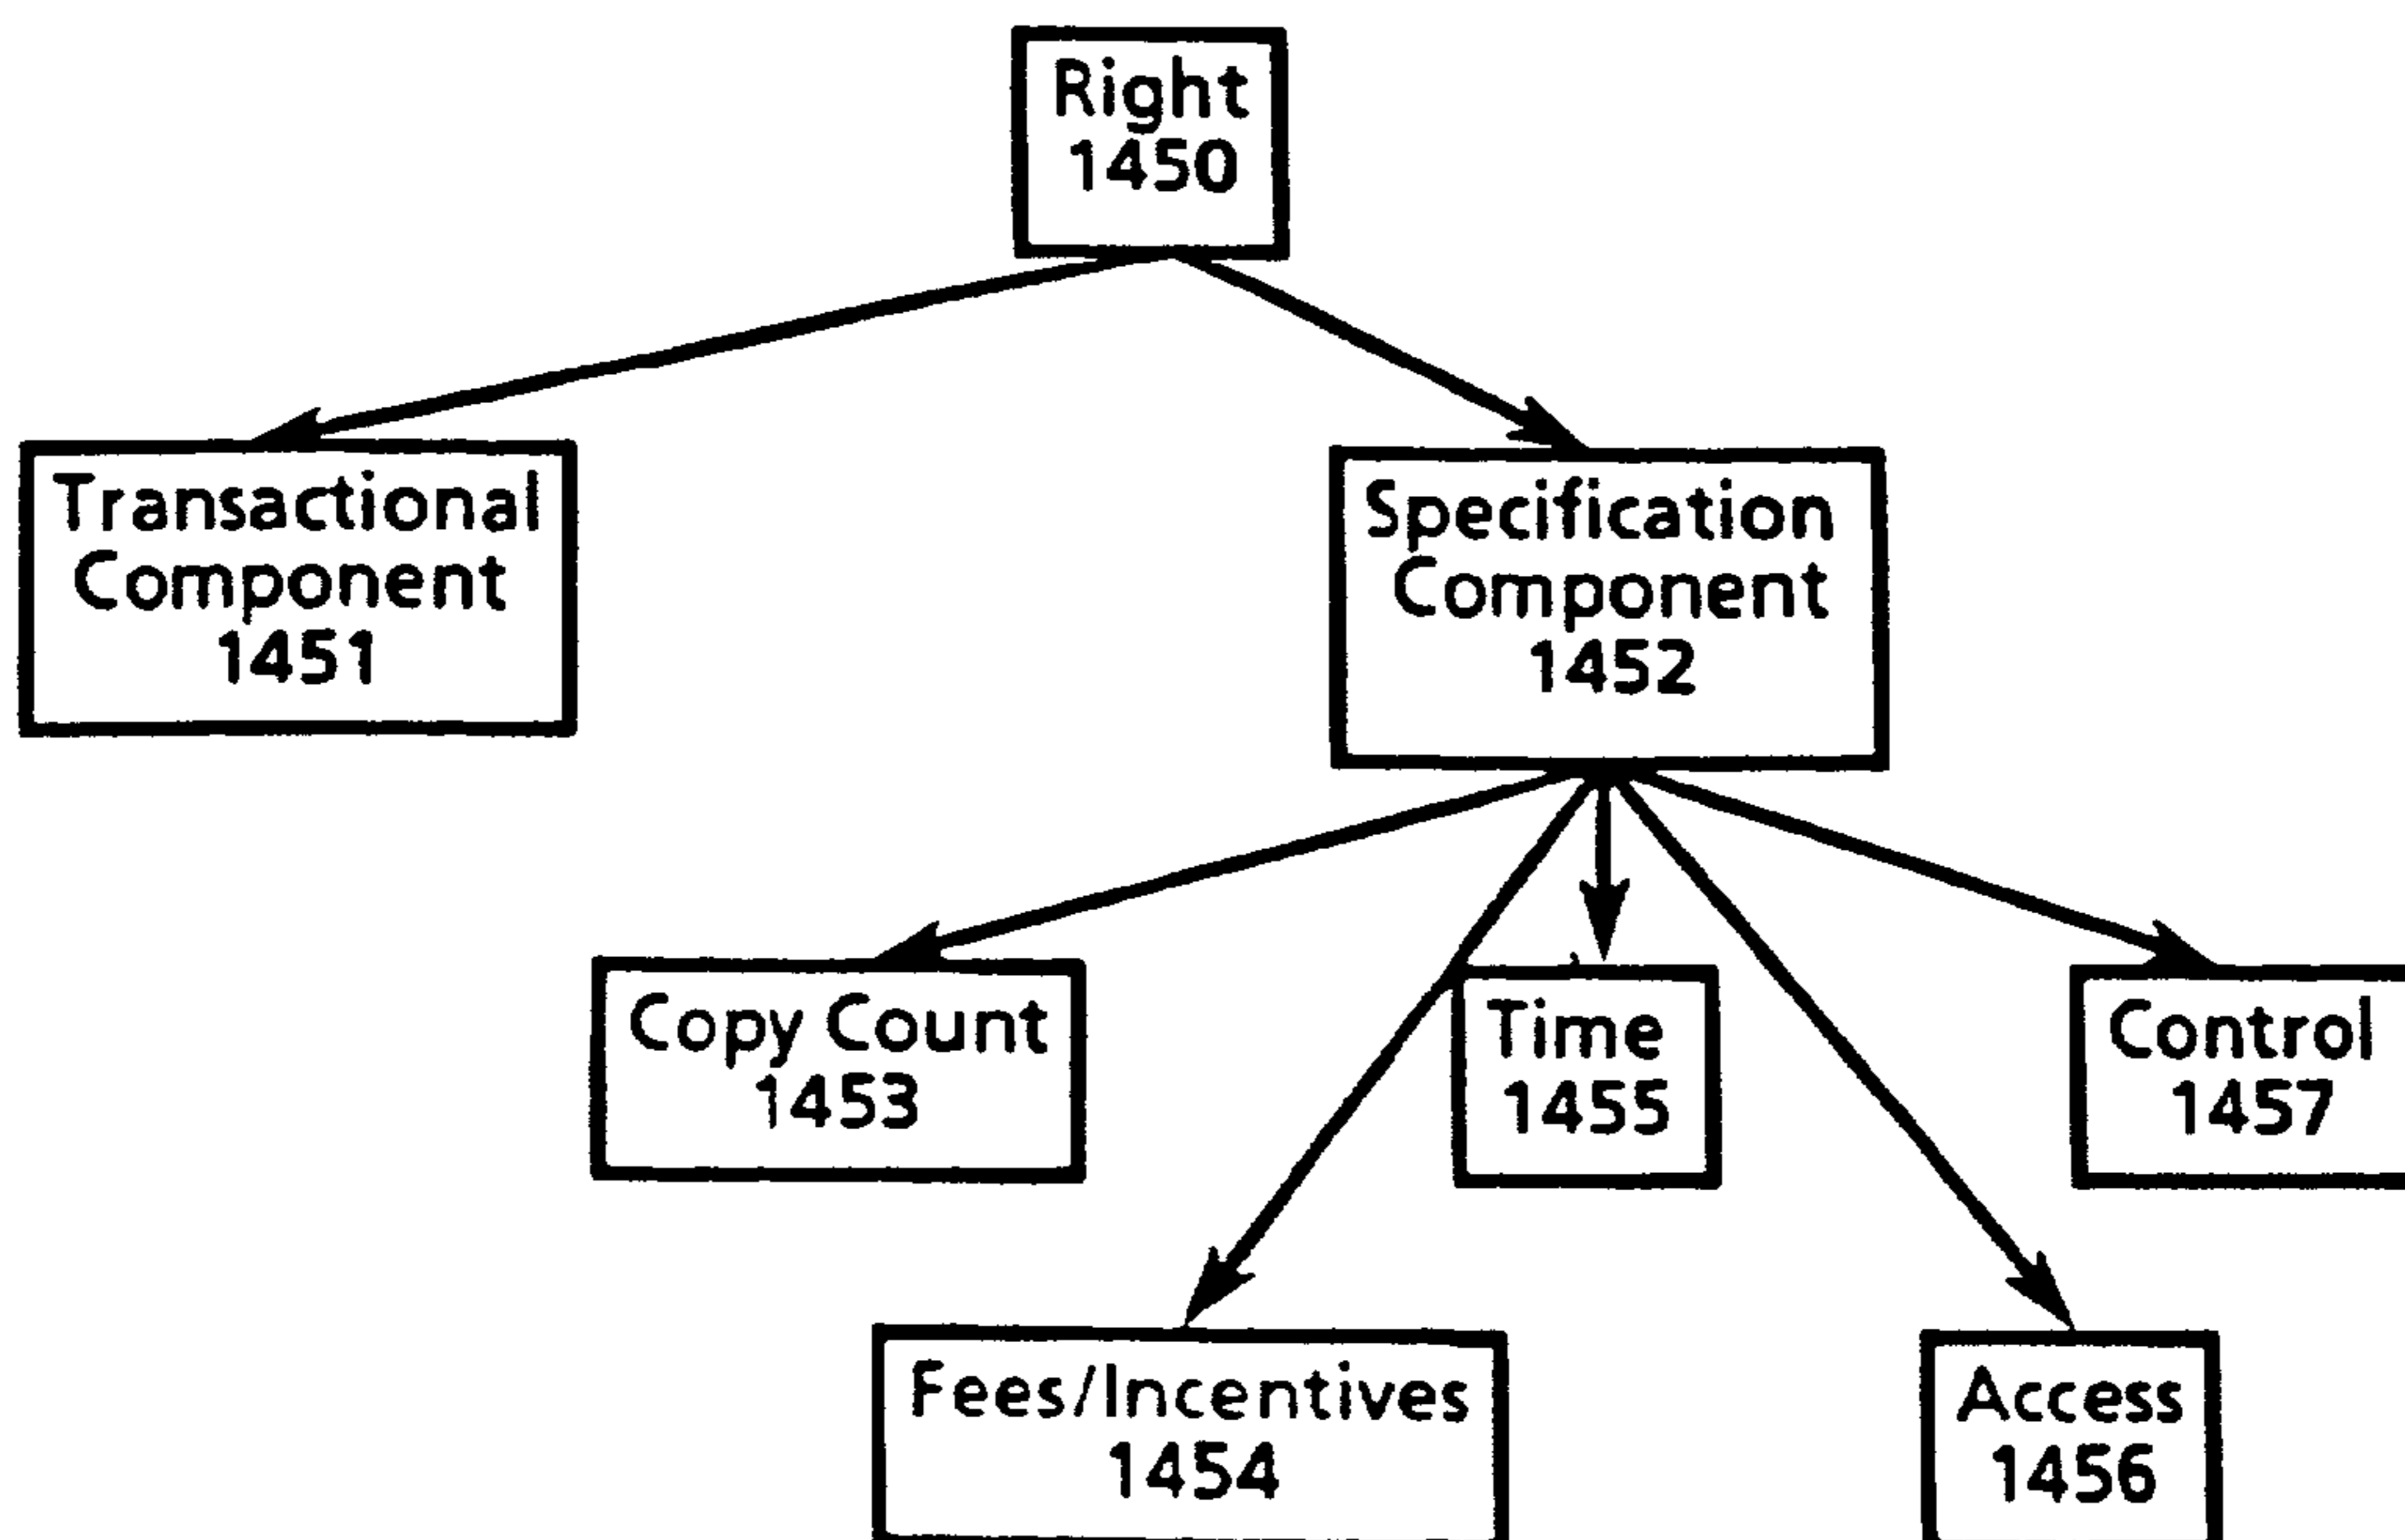 Right
1450
Transactional
Component
1451
Specification
Component
1452
Copy Count
1453
Time
1455
Control
1457
Fees/Incentives
1454
Access
1456